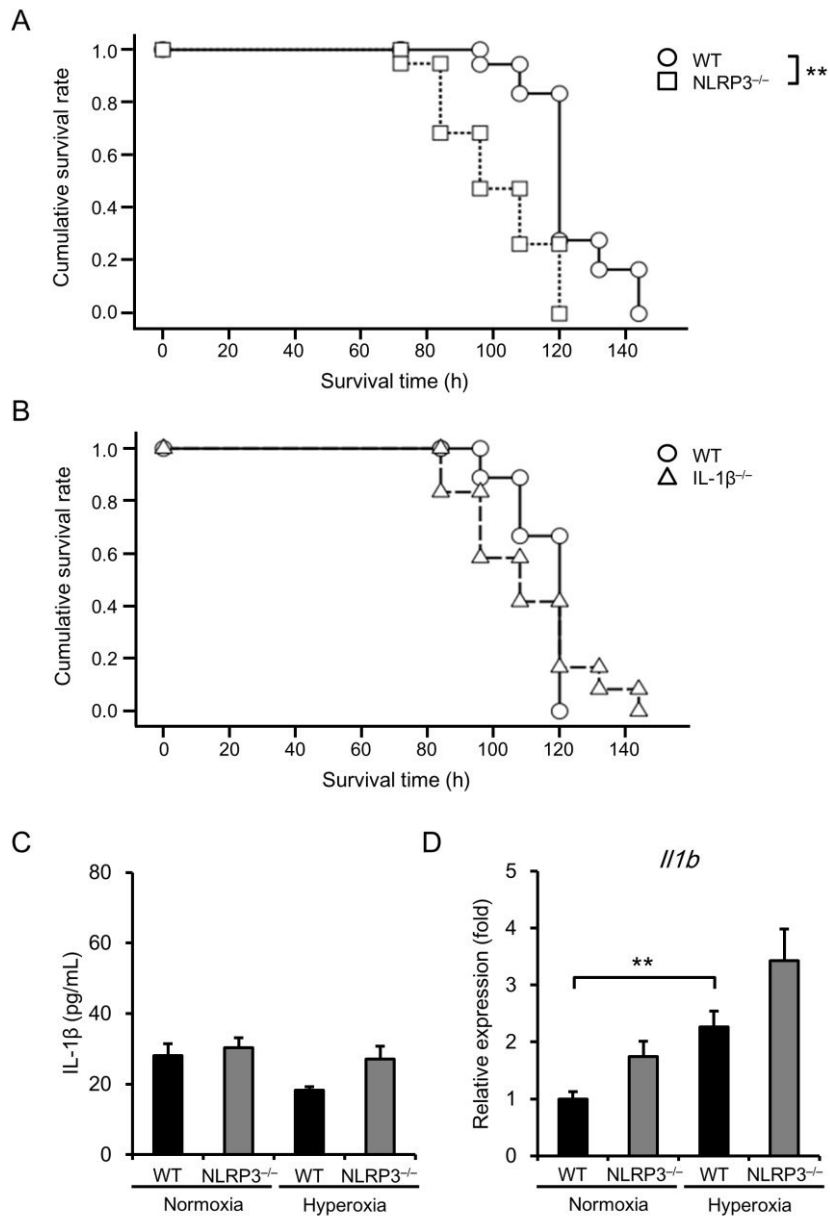 A
Cumulative survival rate
1.0
0.8
0.6
0.4
0.2
0.0
0 20 40 60 80 100 120 140
Survival time (h)
WT
NLRP3–/–
**
B
Cumulative survival rate
1.0
0.8
0.6
0.4
0.2
0.0
0 20 40 60 80 100 120 140
Survival time (h)
WT
IL-1β–/–
C
IL-1β (pg/mL)
80
60
40
20
0
WT NLRP3–/– WT NLRP3–/–
Normoxia Hyperoxia
D
Il1b
Relative expression (fold)
5
4
3
2
1
0
**
WT NLRP3–/– WT NLRP3–/–
Normoxia Hyperoxia